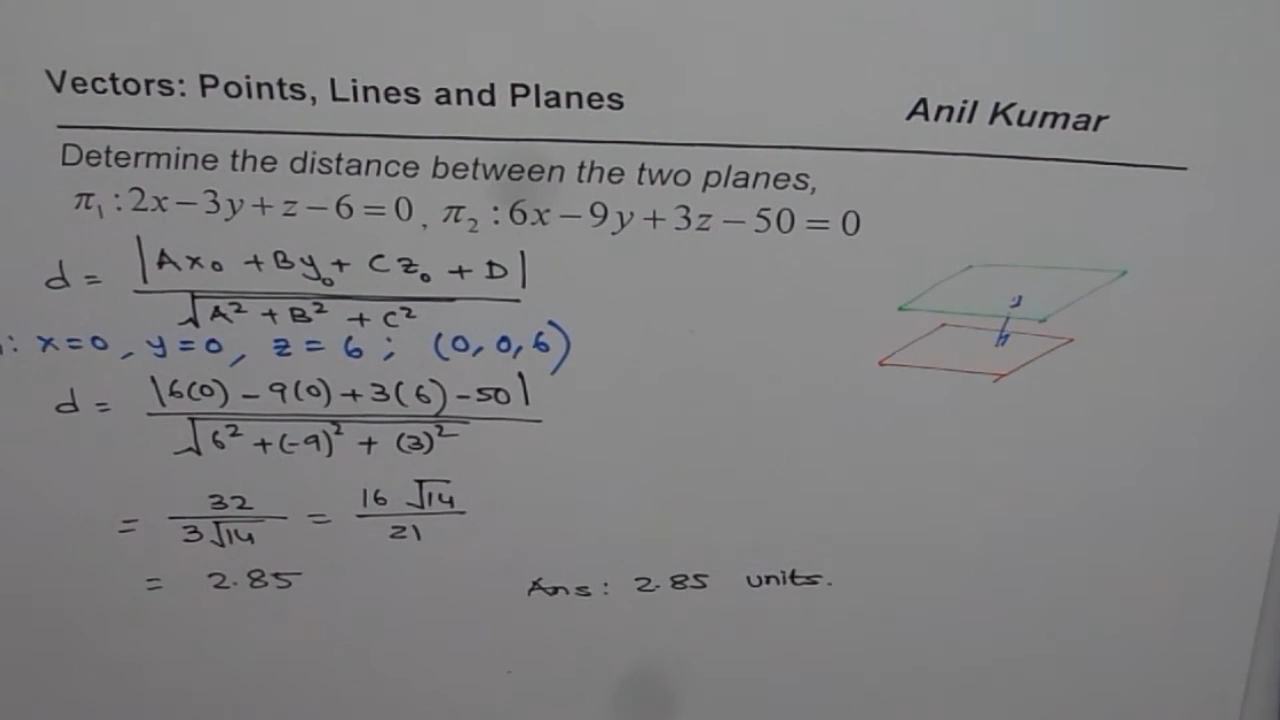 Vectors: Points, Lines and Planes
Anil Kumar
Determine the distance between the two planes,
π₁ : 2x − 3y + z − 6 = 0 , π₂ : 6x − 9y + 3z − 50 = 0
d = |Ax₀ + By₀ + Cz₀ + D| / √A² + B² + C²
: x = 0 , y = 0 , z = 6 ; (0, 0, 6)
d = |6(0) − 9(0) + 3(6) − 50| / √6² + (−9)² + (3)²
= 32 / 3√14 = 16 √14 / 21
= 2.85
Ans : 2.85 units.